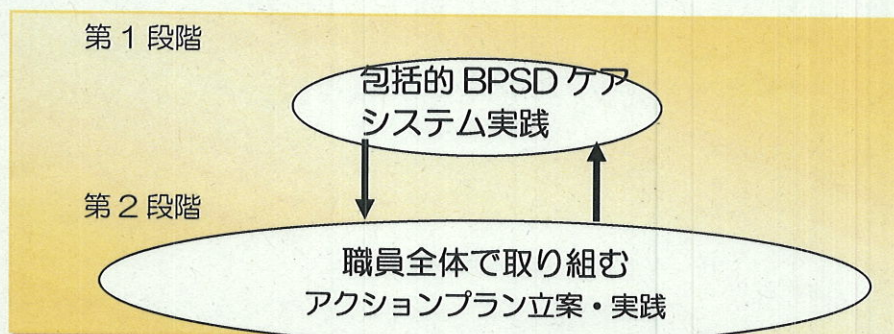 第1段階
包括的 BPSD ケア
システム実践
第2段階
職員全体で取り組む
アクションプラン立案・実践